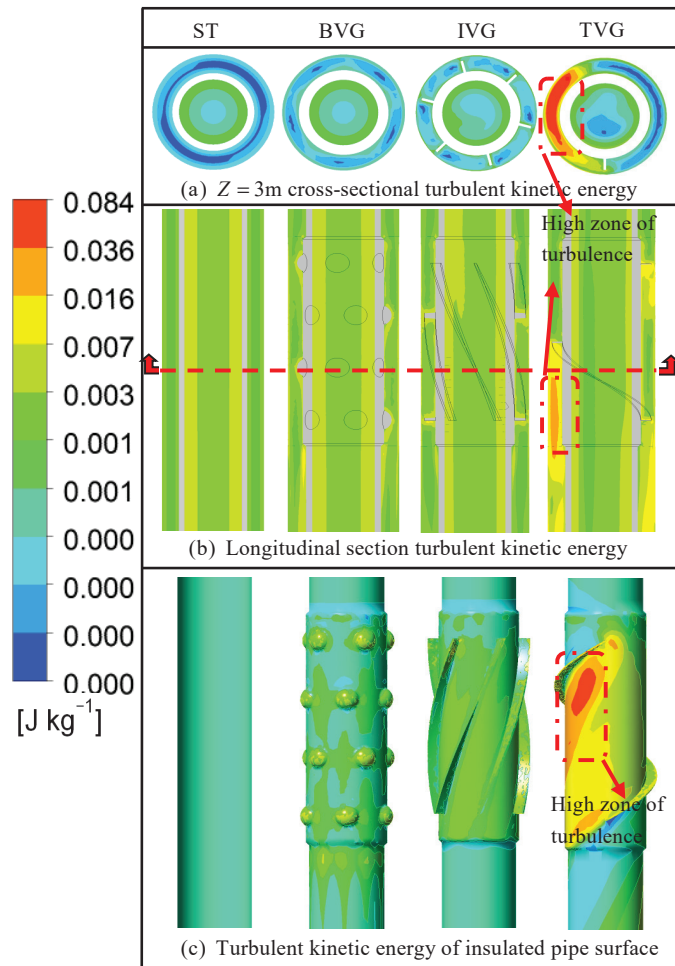 ST BVG IVG TVG
(a) Z = 3m cross-sectional turbulent kinetic energy
High zone of
turbulence
0.084
0.036
0.016
0.007
0.003
0.001
0.001
0.000
0.000
0.000
0.000
[J kg⁻¹]
(b) Longitudinal section turbulent kinetic energy
High zone of
turbulence
(c) Turbulent kinetic energy of insulated pipe surface